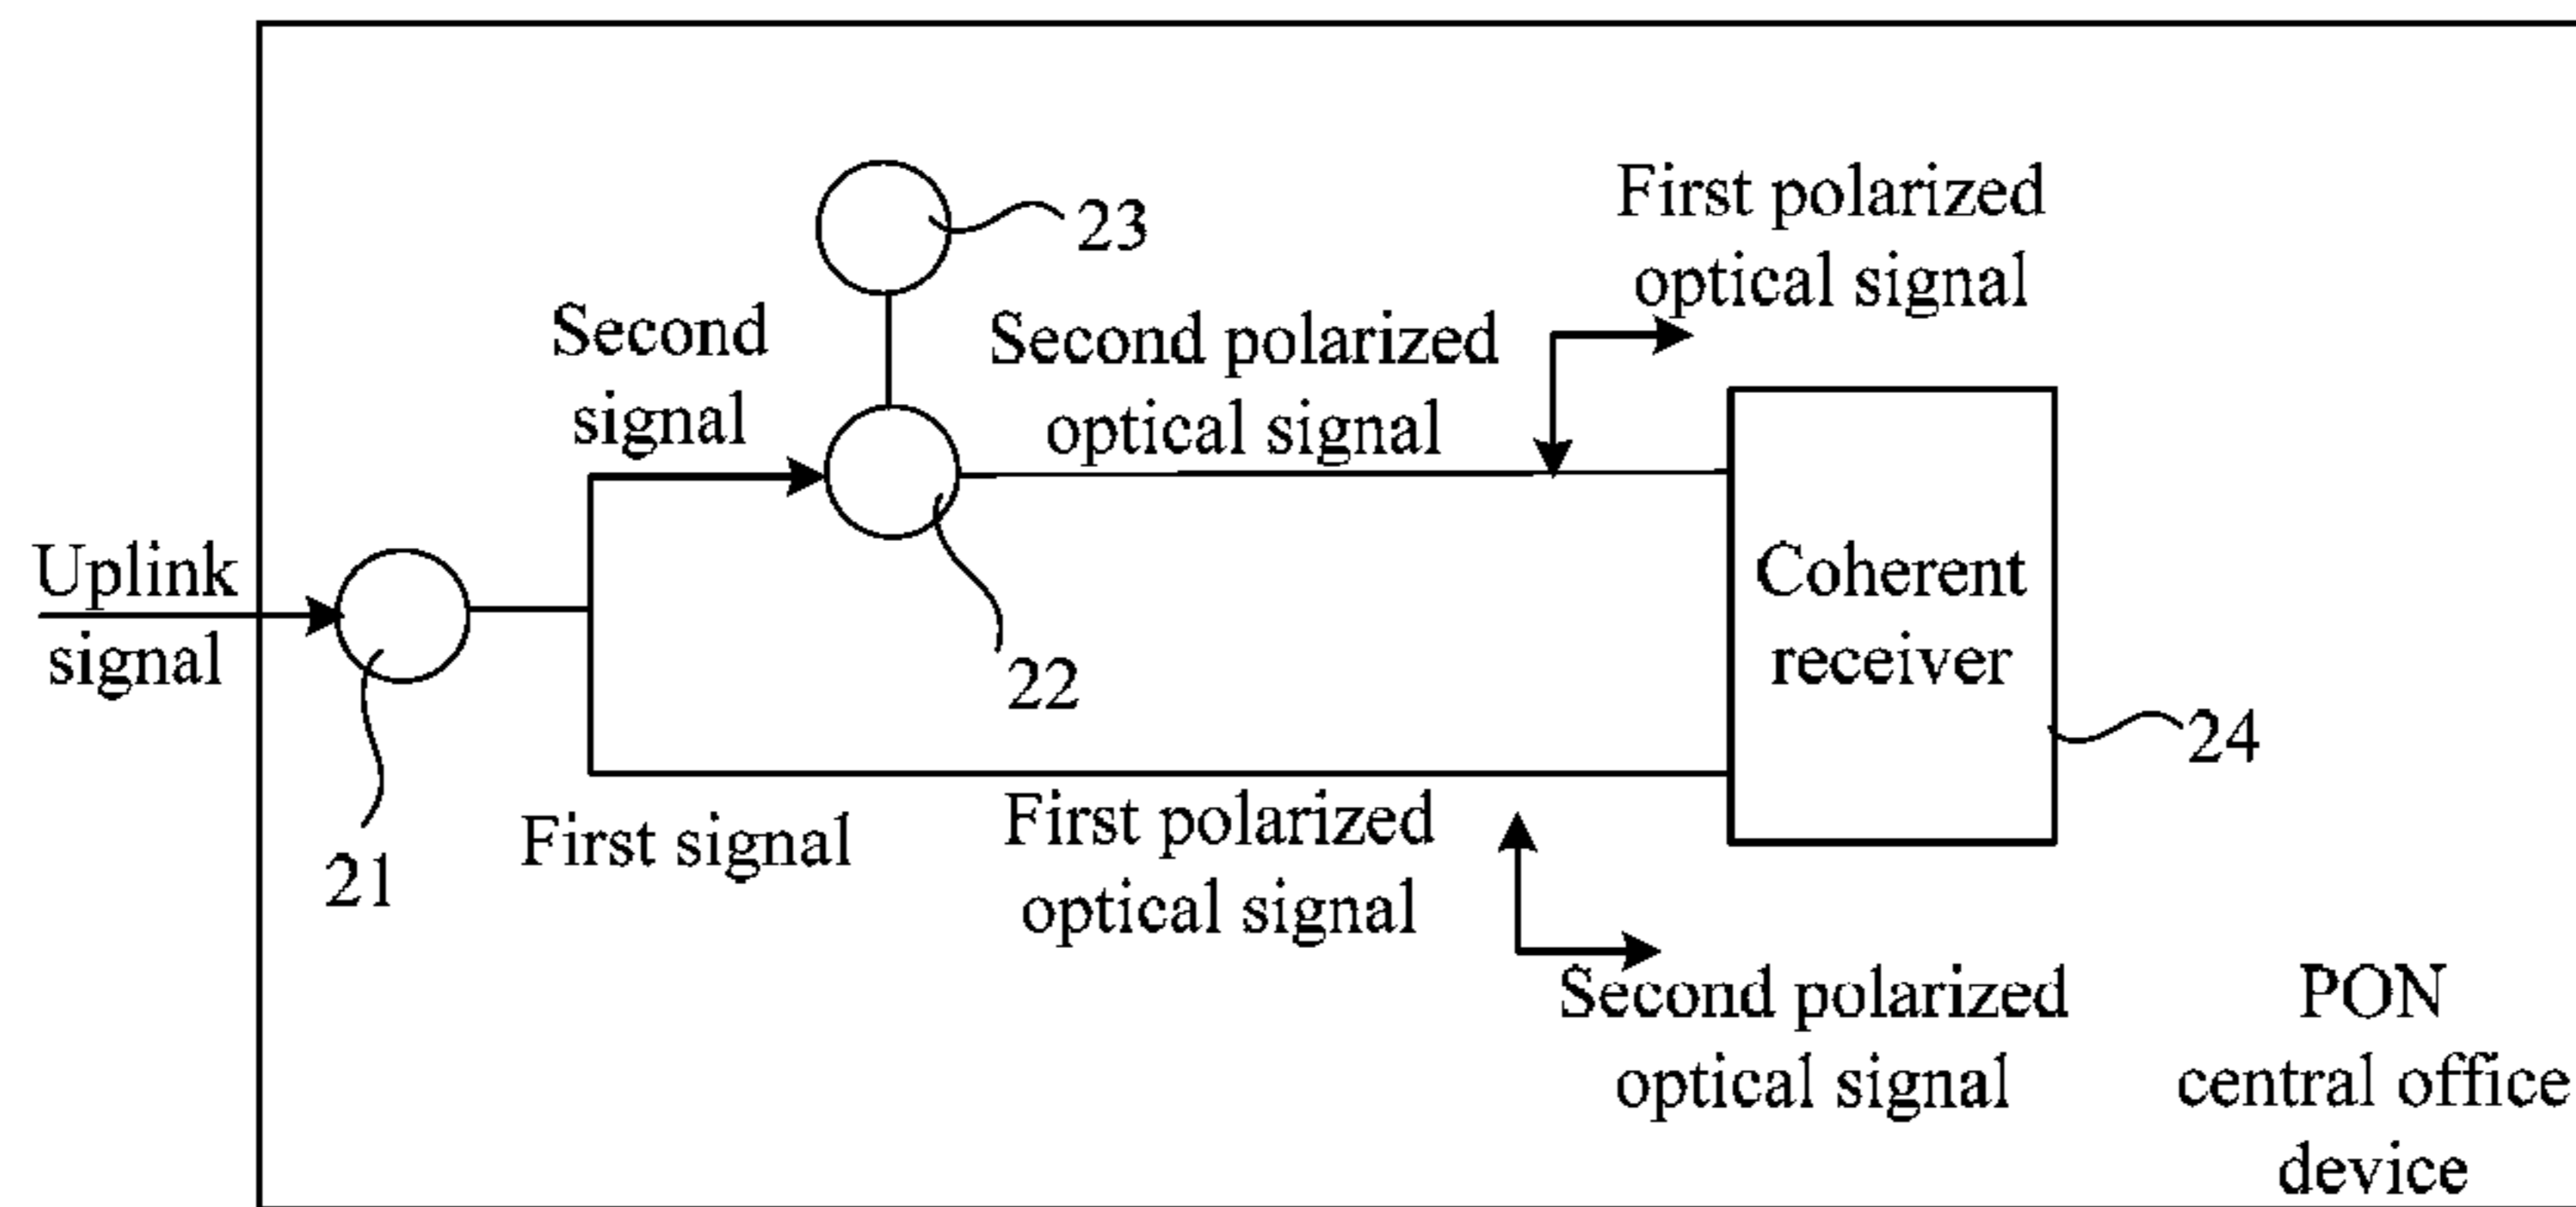 23
First polarized
optical signal
Second
signal
Second polarized
optical signal
Uplink
signal
Coherent
receiver
22
24
21
First signal
First polarized
optical signal
Second polarized
optical signal
PON
central office
device